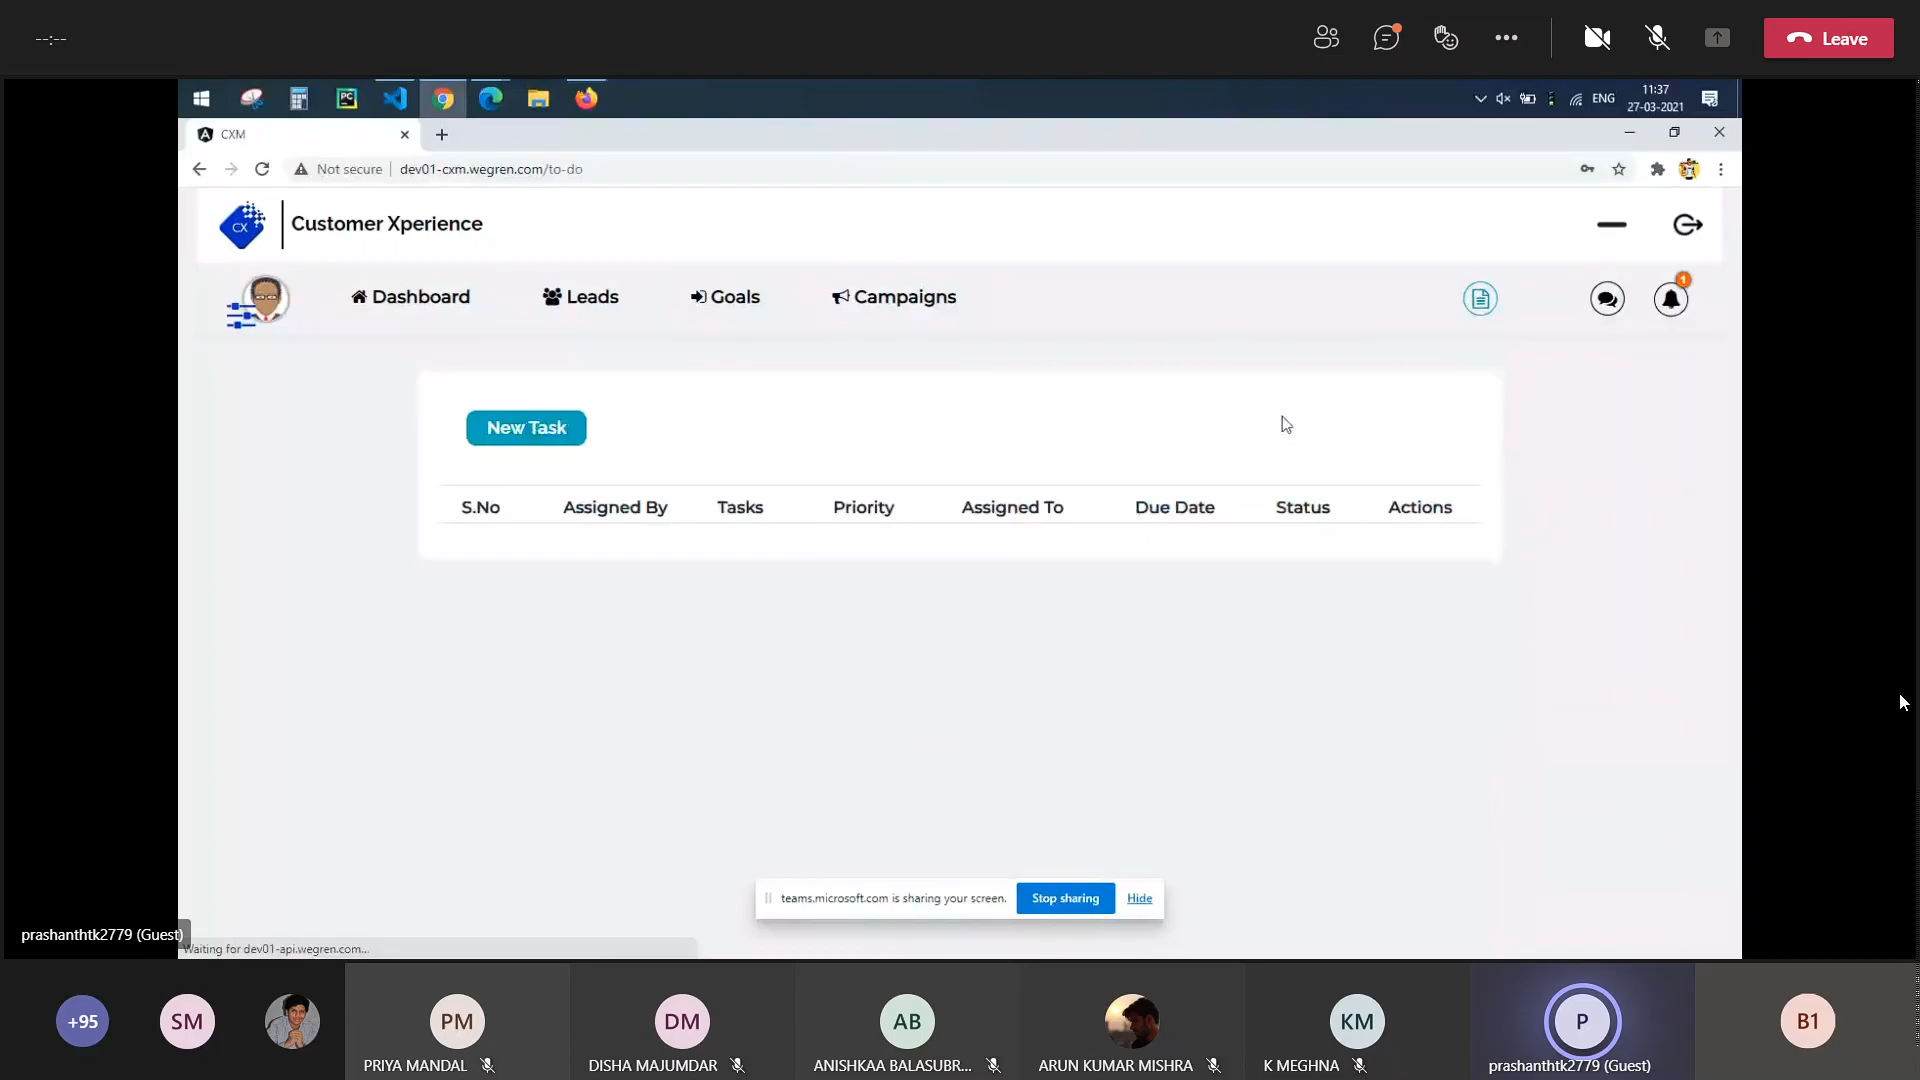 --:--
Leave
PC
ENG
11:37
27-03-2021
CXM
Not secure
dev01-cxm.wegren.com/to-do
CX
Customer Xperience
Dashboard
Leads
Goals
Campaigns
1
New Task
S.No
Assigned By
Tasks
Priority
Assigned To
Due Date
Status
Actions
teams.microsoft.com is sharing your screen.
Stop sharing
Hide
prashanthtk2779 (Guest)
Waiting for dev01-api.wegren.com...
+95
SM
PM
PRIYA MANDAL
DM
DISHA MAJUMDAR
AB
ANISHKAA BALASUBR...
ARUN KUMAR MISHRA
KM
K MEGHNA
P
prashanthtk2779 (Guest)
B1